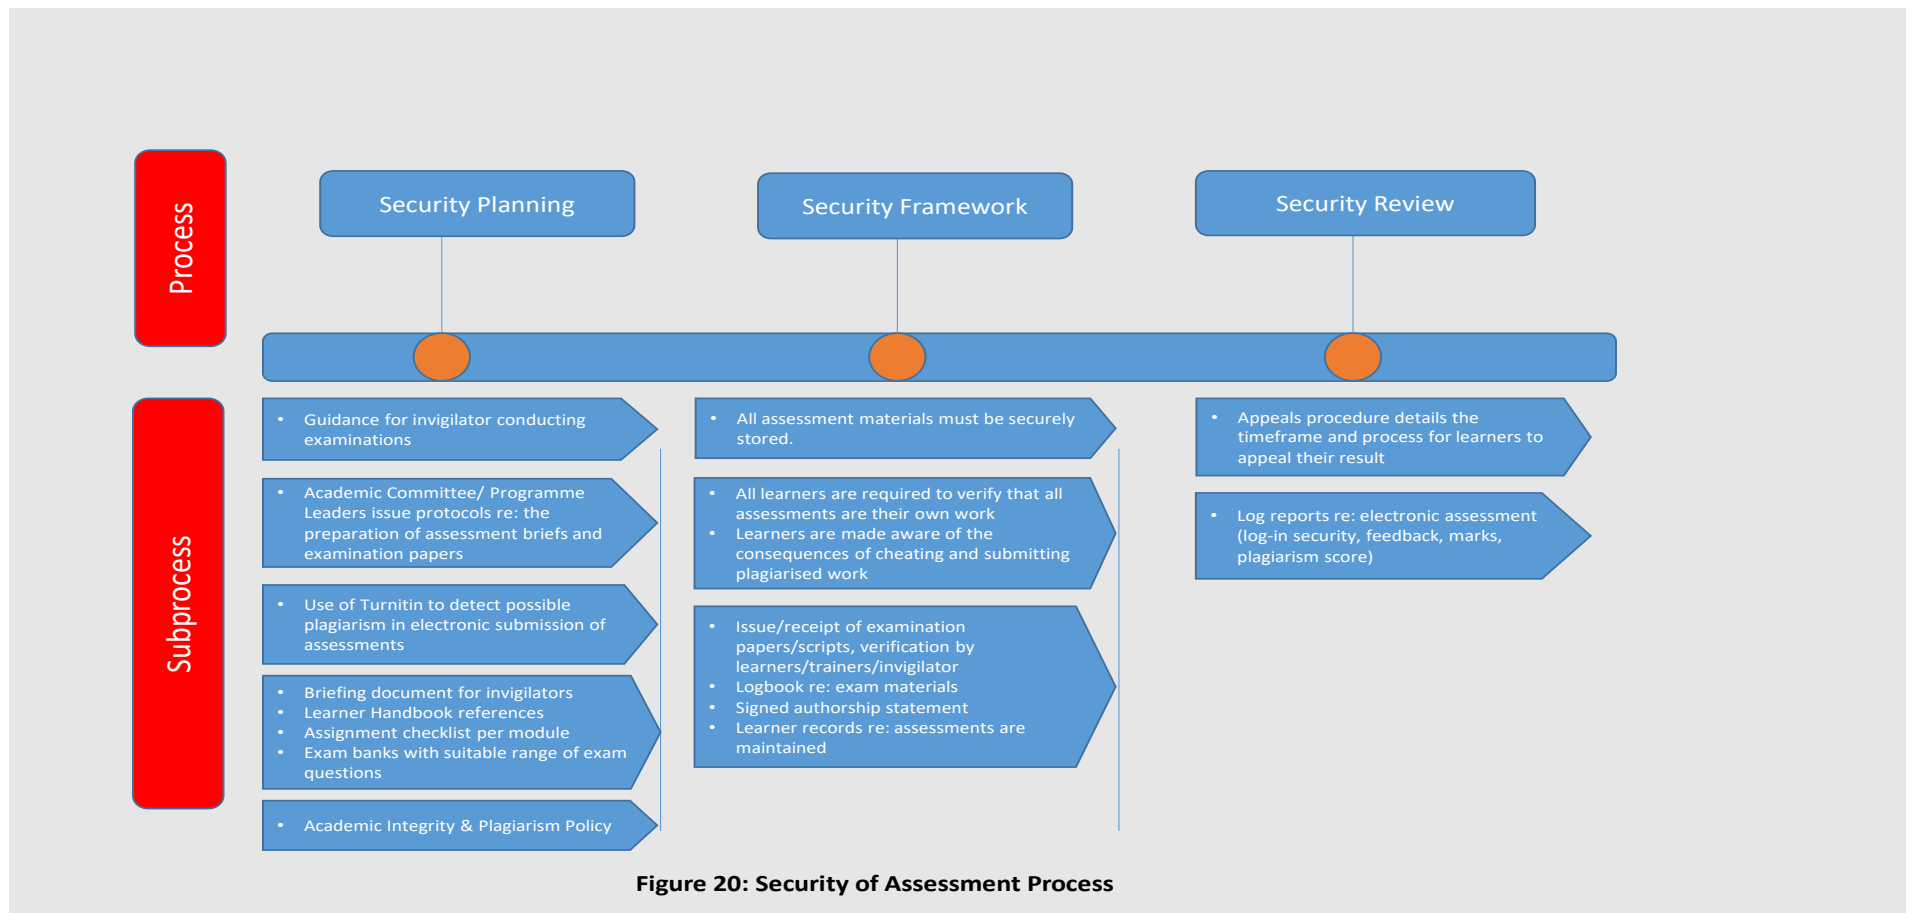 Process
Security Planning
Security Framework
Security Review
Subprocess
• Guidance for invigilator conducting
examinations
• Academic Committee/ Programme
Leaders issue protocols re: the
preparation of assessment briefs and
examination papers
• Use of Turnitin to detect possible
plagiarism in electronic submission of
assessments
• Briefing document for invigilators
• Learner Handbook references
• Assignment checklist per module
• Exam banks with suitable range of exam
questions
• Academic Integrity & Plagiarism Policy
• All assessment materials must be securely
stored.
• All learners are required to verify that all
assessments are their own work
• Learners are made aware of the
consequences of cheating and submitting
plagiarised work
• Issue/receipt of examination
papers/scripts, verification by
learners/trainers/invigilator
• Logbook re: exam materials
• Signed authorship statement
• Learner records re: assessments are
maintained
• Appeals procedure details the
timeframe and process for learners to
appeal their result
• Log reports re: electronic assessment
(log-in security, feedback, marks,
plagiarism score)
Figure 20: Security of Assessment Process